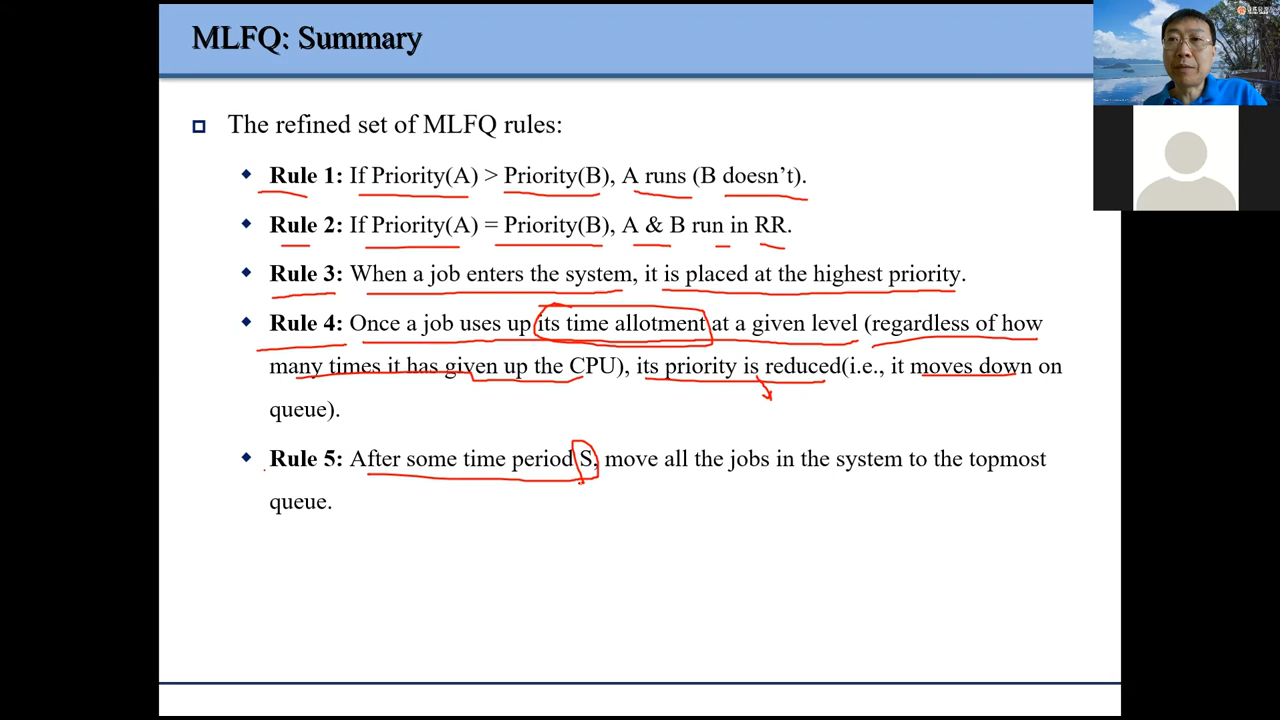 MLFQ: Summary
The refined set of MLFQ rules:
Rule 1: If Priority(A) > Priority(B), A runs (B doesn’t).
Rule 2: If Priority(A) = Priority(B), A & B run in RR.
Rule 3: When a job enters the system, it is placed at the highest priority.
Rule 4: Once a job uses up its time allotment at a given level (regardless of how
many times it has given up the CPU), its priority is reduced(i.e., it moves down on
queue).
Rule 5: After some time period S, move all the jobs in the system to the topmost
queue.